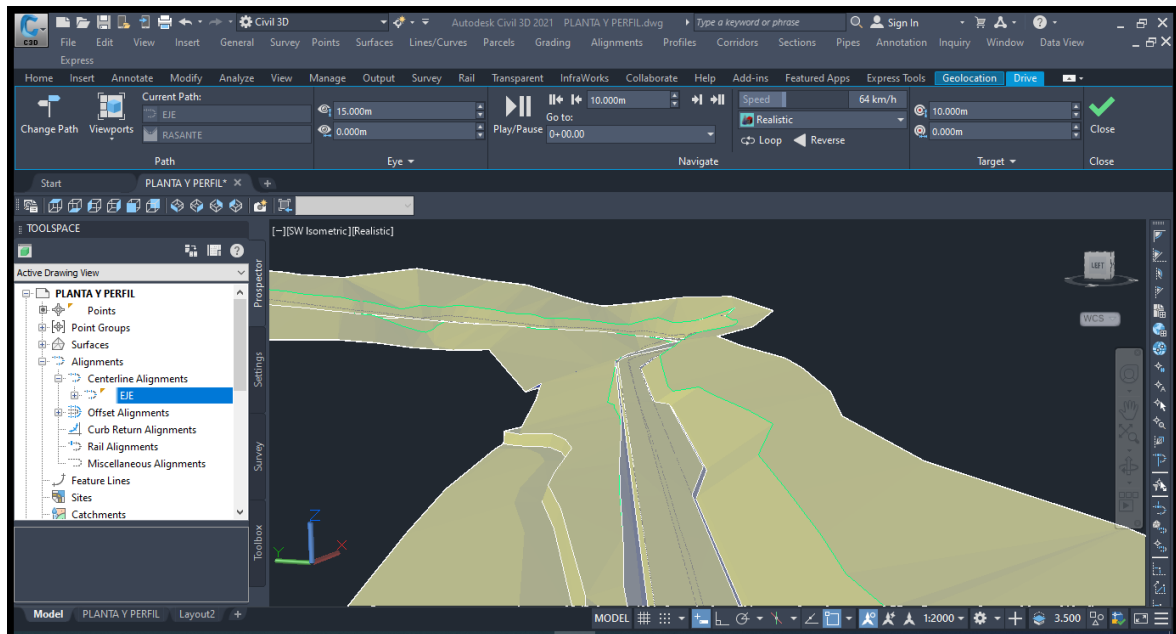 Civil 3D
Autodesk Civil 3D 2021 PLANTA Y PERFIL.dwg
Type a keyword or phrase
Sign In
C3D
File Edit View Insert General Survey Points Surfaces Lines/Curves Parcels Grading Alignments Profiles Corridors Sections Pipes Annotation Inquiry Window Data View
Express
Home Insert Annotate Modify Analyze View Manage Output Survey Rail Transparent InfraWorks Collaborate Help Add-ins Featured Apps Express Tools Geolocation Drive
Change Path
Viewports
Current Path:
EJE
RASANTE
Path
15.000m
0.000m
Eye
Play/Pause
10.000m
Go to:
0+00.00
Speed 64 km/h
Realistic
Loop Reverse
Navigate
10.000m
0.000m
Target
Close
Close
Start PLANTA Y PERFIL*
TOOLSPACE
Active Drawing View
PLANTA Y PERFIL
Points
Point Groups
Surfaces
Alignments
Centerline Alignments
EJE
Offset Alignments
Curb Return Alignments
Rail Alignments
Miscellaneous Alignments
Feature Lines
Sites
Catchments
Prospector
Settings
Survey
Toolbox
[−][SW Isometric][Realistic]
LEFT
WCS
Z
Y
X
Model PLANTA Y PERFIL Layout2 +
MODEL 1:2000 3.500